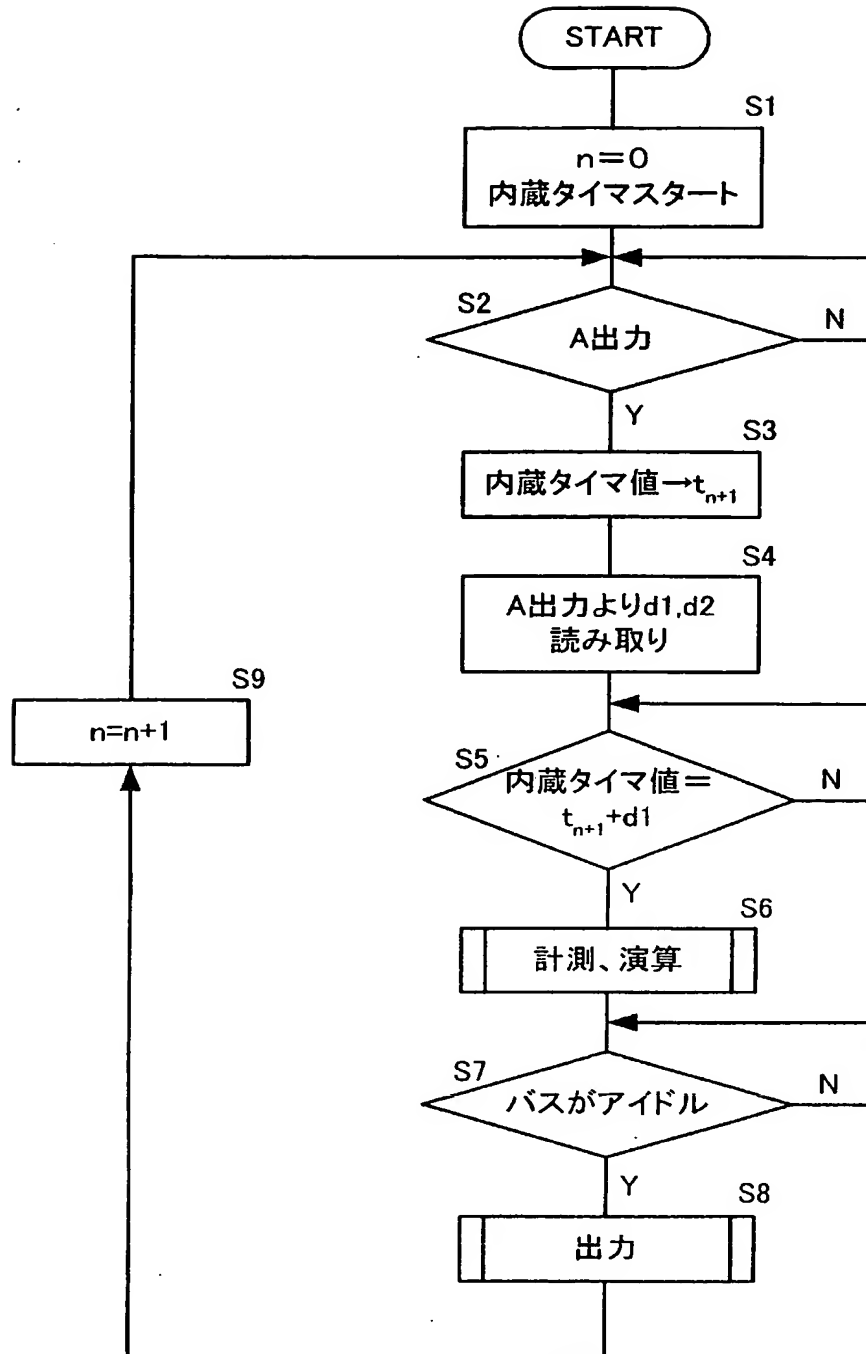 START
S1
n=0
内蔵タイマスタート
S2
A出力
N
Y
S3
内蔵タイマ値→tn+1
S4
A出力よりd1,d2
読み取り
S9
n=n+1
S5
内蔵タイマ値=
tn+1+d1
N
Y
S6
計測、演算
S7
バスがアイドル
N
Y
S8
出力